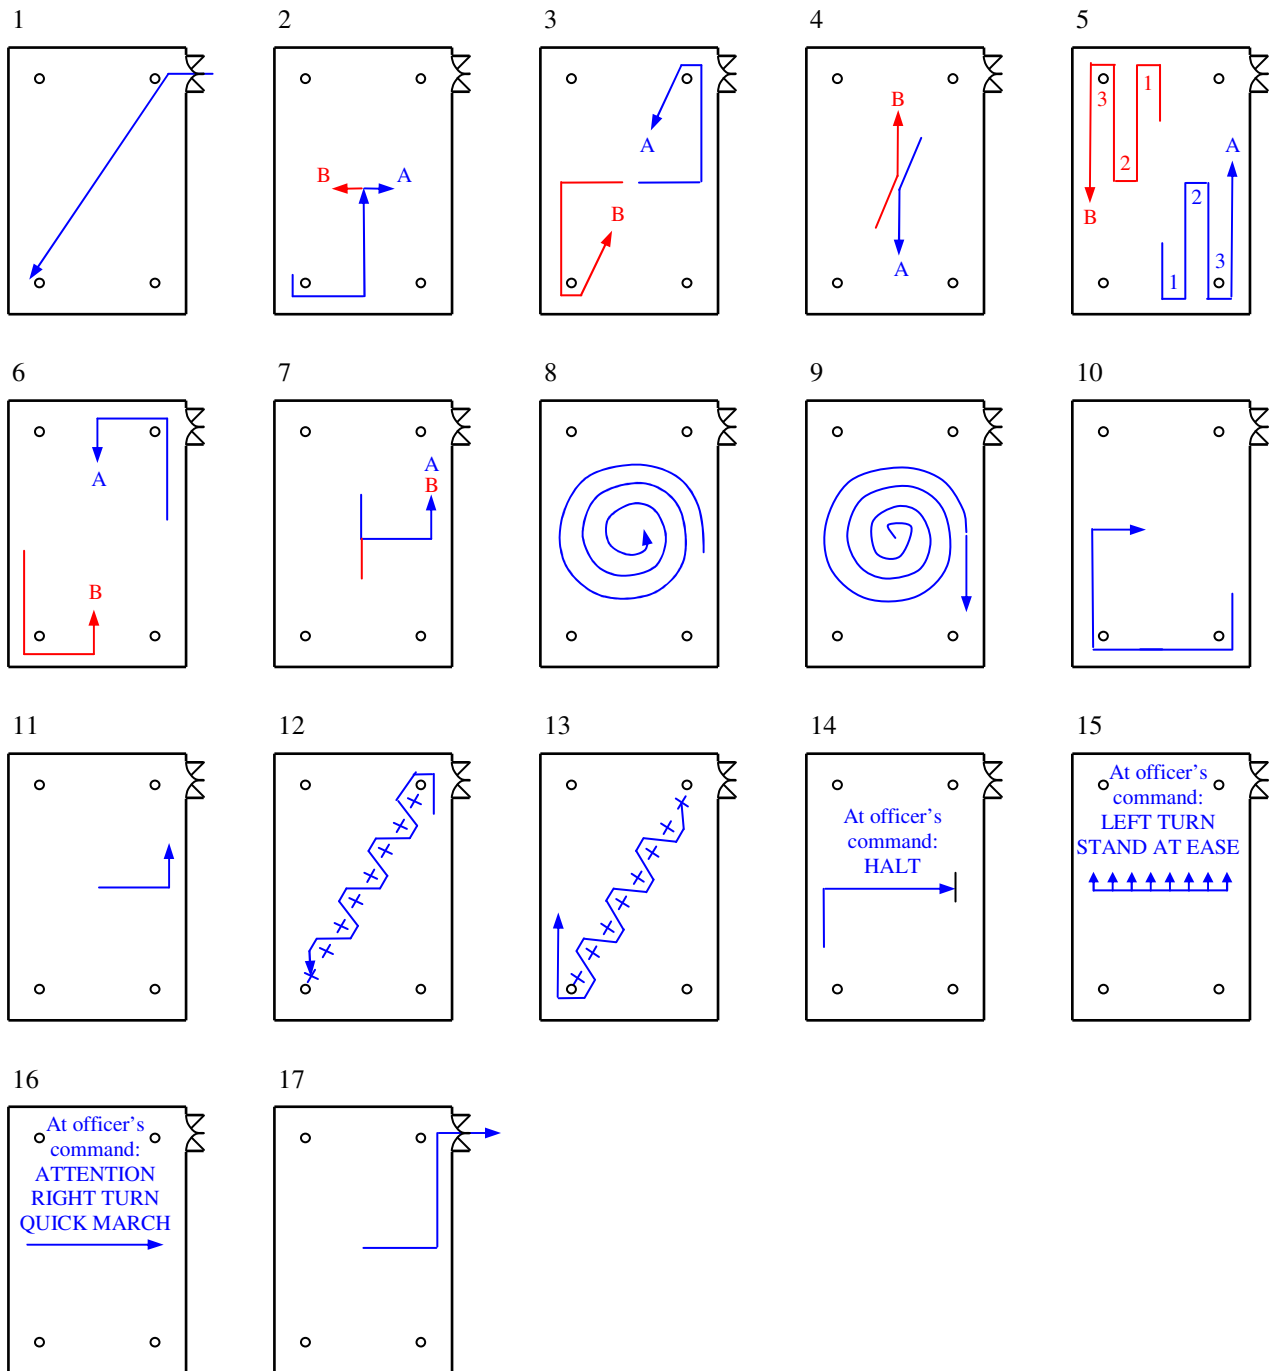 1
2
3
4
5
B
A
A
B
B
A
3
1
2
B
A
2
3
1
6
7
8
9
10
A
B
A
B
11
12
13
14
15
At officer's
command:
HALT
At officer's
command:
LEFT TURN
STAND AT EASE
16
17
At officer's
command:
ATTENTION
RIGHT TURN
QUICK MARCH